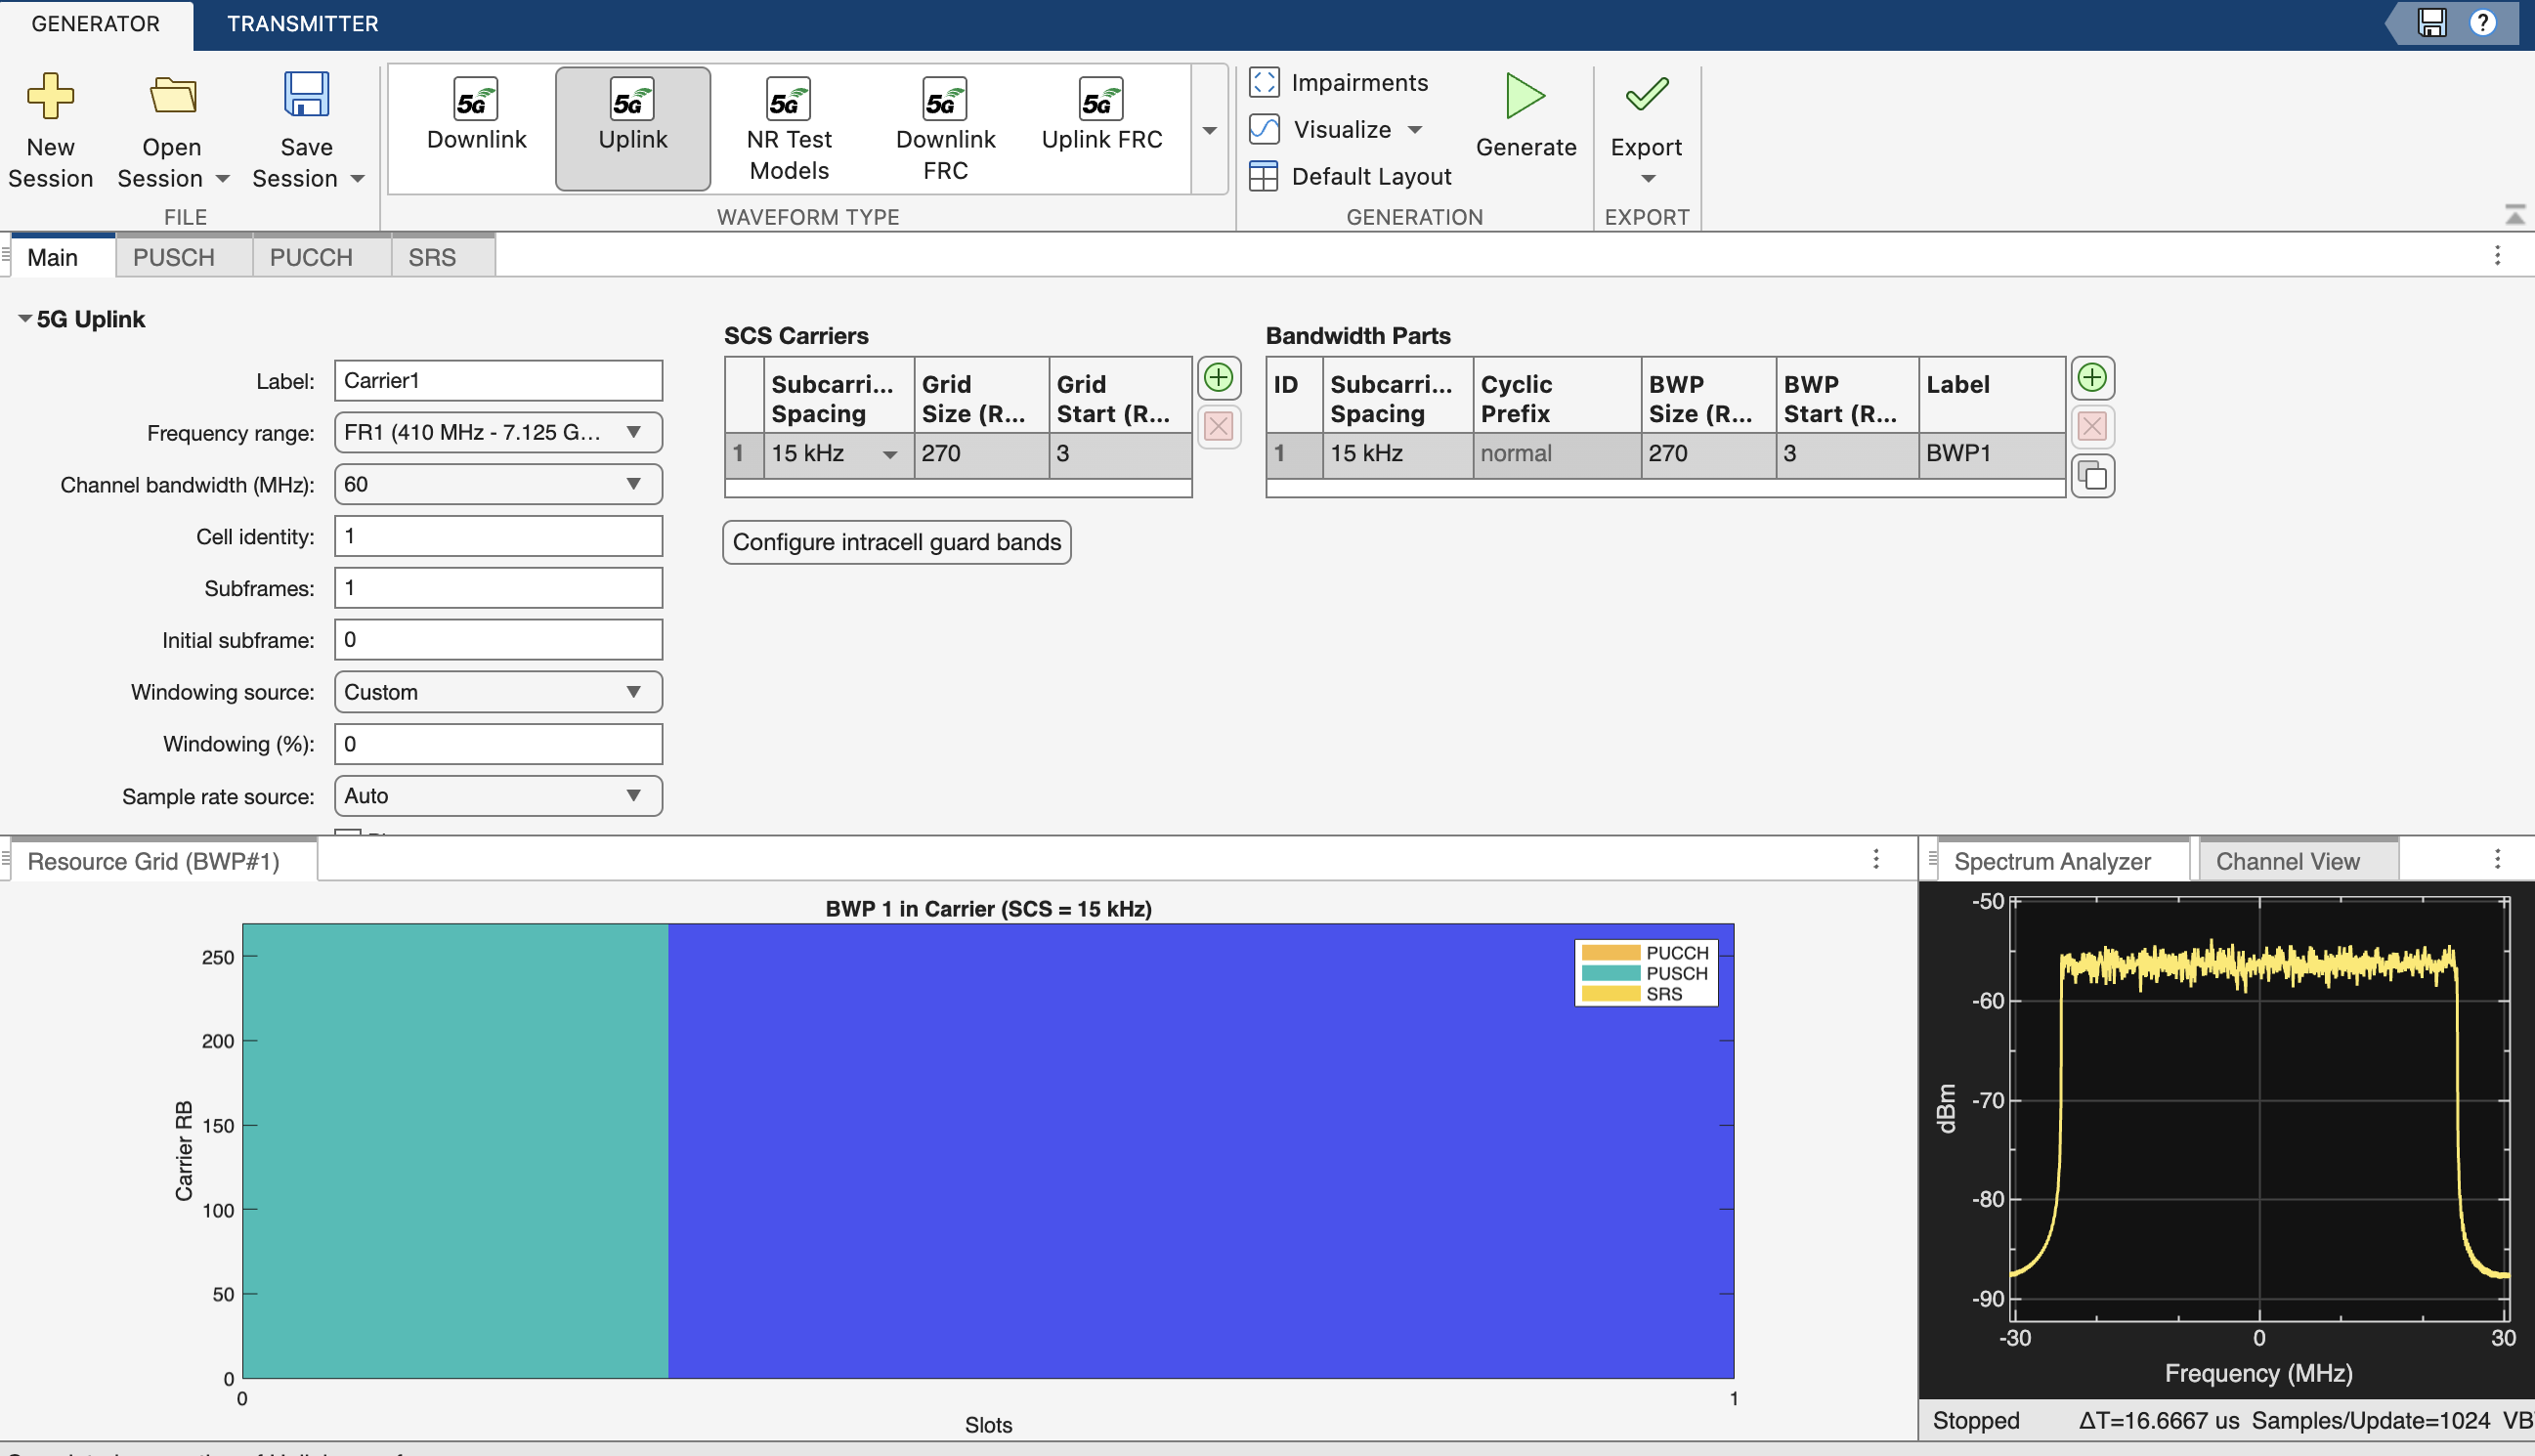 GENERATOR
TRANSMITTER
New Session
Open Session
Save Session
FILE
5G Downlink
5G Uplink
5G NR Test Models
5G Downlink FRC
5G Uplink FRC
WAVEFORM TYPE
Impairments
Visualize
Default Layout
Generate
GENERATION
Export
EXPORT
Main
PUSCH
PUCCH
SRS
5G Uplink
Label: Carrier1
Frequency range: FR1 (410 MHz - 7.125 G...
Channel bandwidth (MHz): 60
Cell identity: 1
Subframes: 1
Initial subframe: 0
Windowing source: Custom
Windowing (%): 0
Sample rate source: Auto
SCS Carriers
Subcarri... Spacing Grid Size (R... Grid Start (R...
1 15 kHz 270 3
Configure intracell guard bands
Bandwidth Parts
ID Subcarri... Spacing Cyclic Prefix BWP Size (R... BWP Start (R... Label
1 15 kHz normal 270 3 BWP1
Resource Grid (BWP#1)
BWP 1 in Carrier (SCS = 15 kHz)
250
200
150
100
50
0
Carrier RB
0 1
Slots
PUCCH
PUSCH
SRS
Spectrum Analyzer
Channel View
-50
-60
-70
-80
-90
dBm
-30 0 30
Frequency (MHz)
Stopped ΔT=16.6667 us Samples/Update=1024